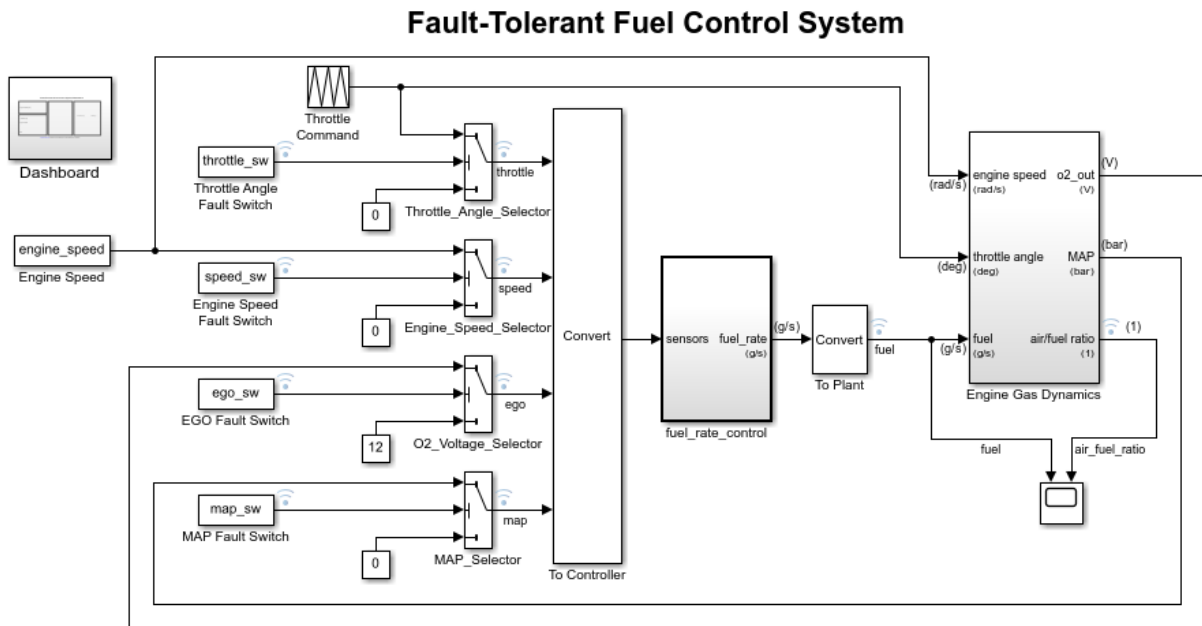 Fault-Tolerant Fuel Control System
Dashboard
Throttle
Command
throttle_sw
Throttle Angle
Fault Switch
0
throttle
Throttle_Angle_Selector
engine_speed
Engine Speed
speed_sw
Engine Speed
Fault Switch
0
speed
Engine_Speed_Selector
ego_sw
EGO Fault Switch
12
ego
O2_Voltage_Selector
map_sw
MAP Fault Switch
0
map
MAP_Selector
Convert
To Controller
sensors
fuel_rate
(g/s)
fuel_rate_control
(g/s)
Convert
To Plant
fuel
(rad/s)
engine speed
(rad/s)
o2_out
(V)
(V)
(deg)
throttle angle
(deg)
MAP
(bar)
(bar)
(g/s)
fuel
(g/s)
air/fuel ratio
(1)
(1)
Engine Gas Dynamics
fuel
air_fuel_ratio